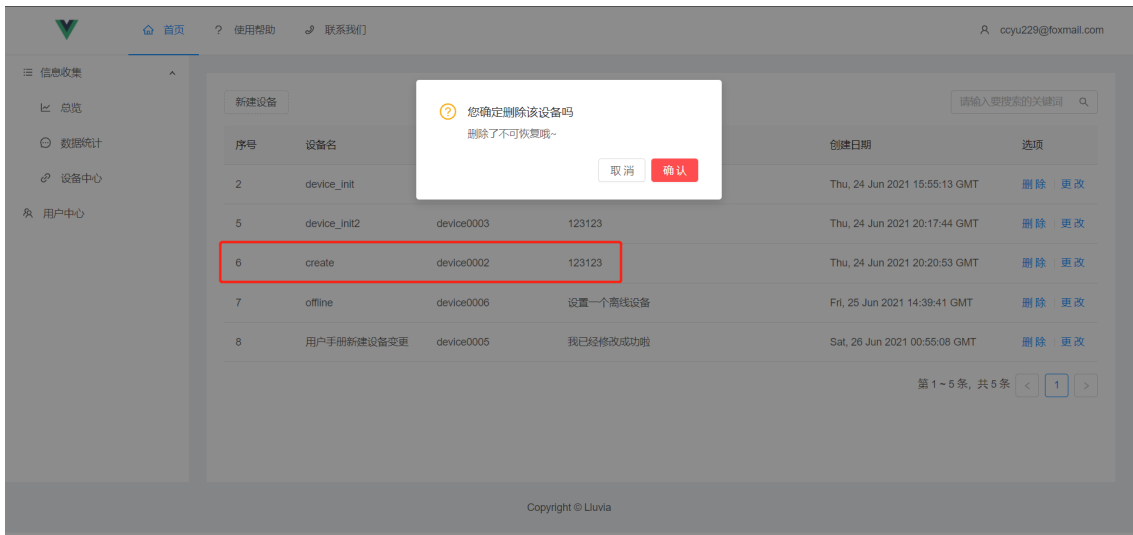 首页 ? 使用帮助 联系我们 ccyu229@foxmail.com
信息收集
总览
数据统计
设备中心
用户中心
新建设备 请输入要搜索的关键词
您确定删除该设备吗
删除了不可恢复哦~
取 消 确 认
序号 设备名 创建日期 选项
2 device_init Thu, 24 Jun 2021 15:55:13 GMT 删 除 更 改
5 device_init2 device0003 123123 Thu, 24 Jun 2021 20:17:44 GMT 删 除 更 改
6 create device0002 123123 Thu, 24 Jun 2021 20:20:53 GMT 删 除 更 改
7 offline device0006 设置一个离线设备 Fri, 25 Jun 2021 14:39:41 GMT 删 除 更 改
8 用户手册新建设备变更 device0005 我已经修改成功啦 Sat, 26 Jun 2021 00:55:08 GMT 删 除 更 改
第 1 ~ 5 条, 共 5 条 < 1 >
Copyright © Lluvia